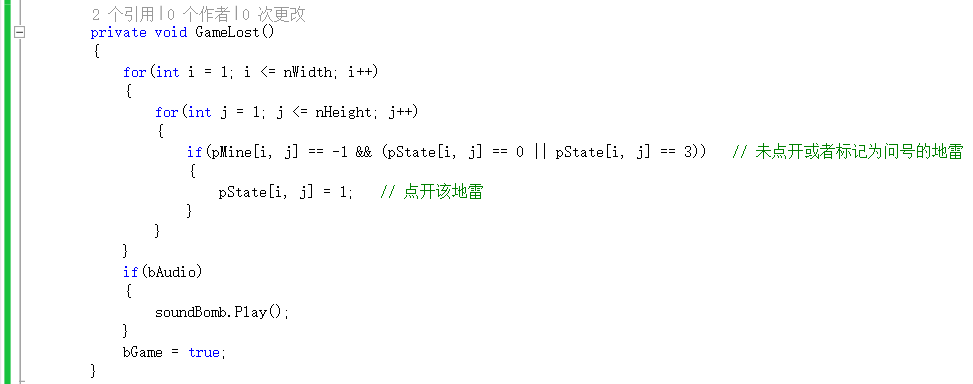 2 个引用|0 个作者|0 次更改
private void GameLost()
{
for(int i = 1; i <= nWidth; i++)
{
for(int j = 1; j <= nHeight; j++)
{
if(pMine[i, j] == -1 && (pState[i, j] == 0 || pState[i, j] == 3)) // 未点开或者标记为问号的地雷
{
pState[i, j] = 1; // 点开该地雷
}
}
}
if(bAudio)
{
soundBomb.Play();
}
bGame = true;
}